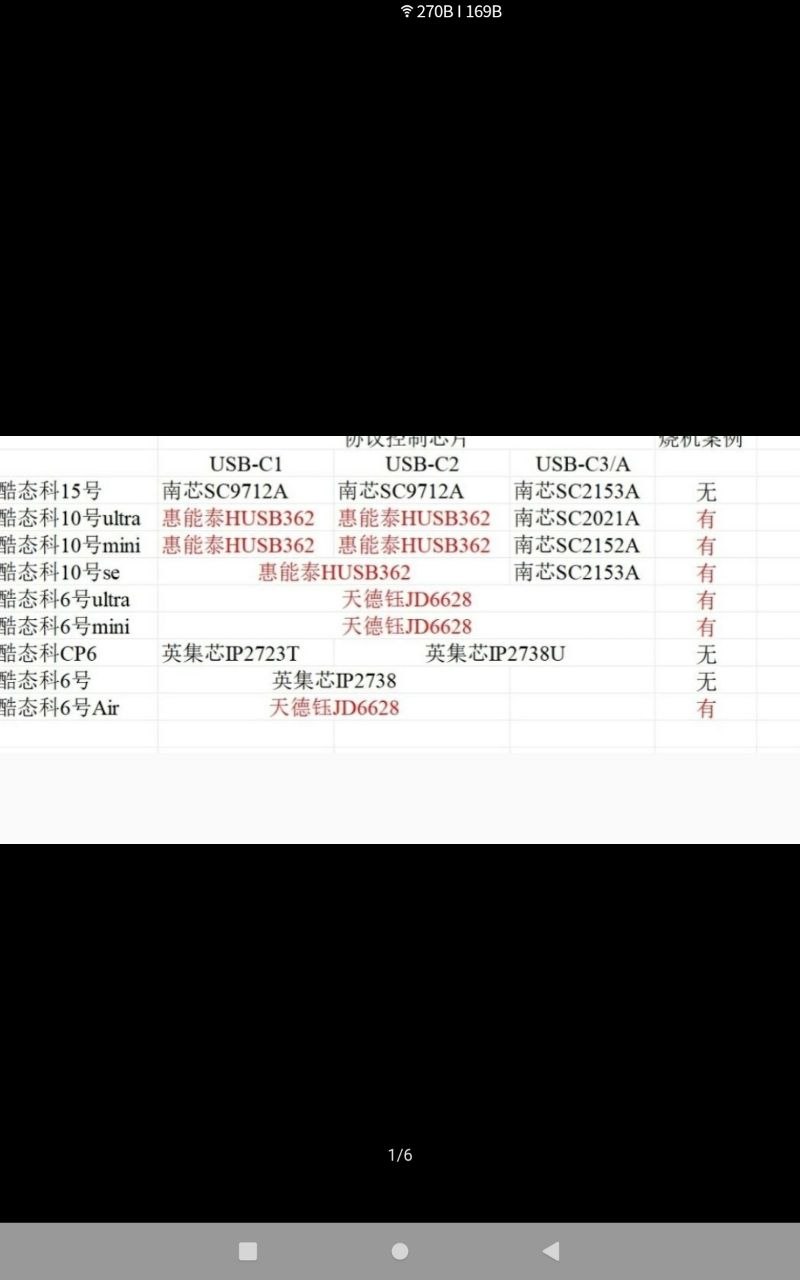 270B | 169B
协议控制芯片 烧机案例
USB-C1 USB-C2 USB-C3/A
酷态科15号 南芯SC9712A 南芯SC9712A 南芯SC2153A 无
酷态科10号ultra 惠能泰HUSB362 惠能泰HUSB362 南芯SC2021A 有
酷态科10号mini 惠能泰HUSB362 惠能泰HUSB362 南芯SC2152A 有
酷态科10号se 惠能泰HUSB362 南芯SC2153A 有
酷态科6号ultra 天德钰JD6628 有
酷态科6号mini 天德钰JD6628 有
酷态科CP6 英集芯IP2723T 英集芯IP2738U 无
酷态科6号 英集芯IP2738 无
酷态科6号Air 天德钰JD6628 有
1/6